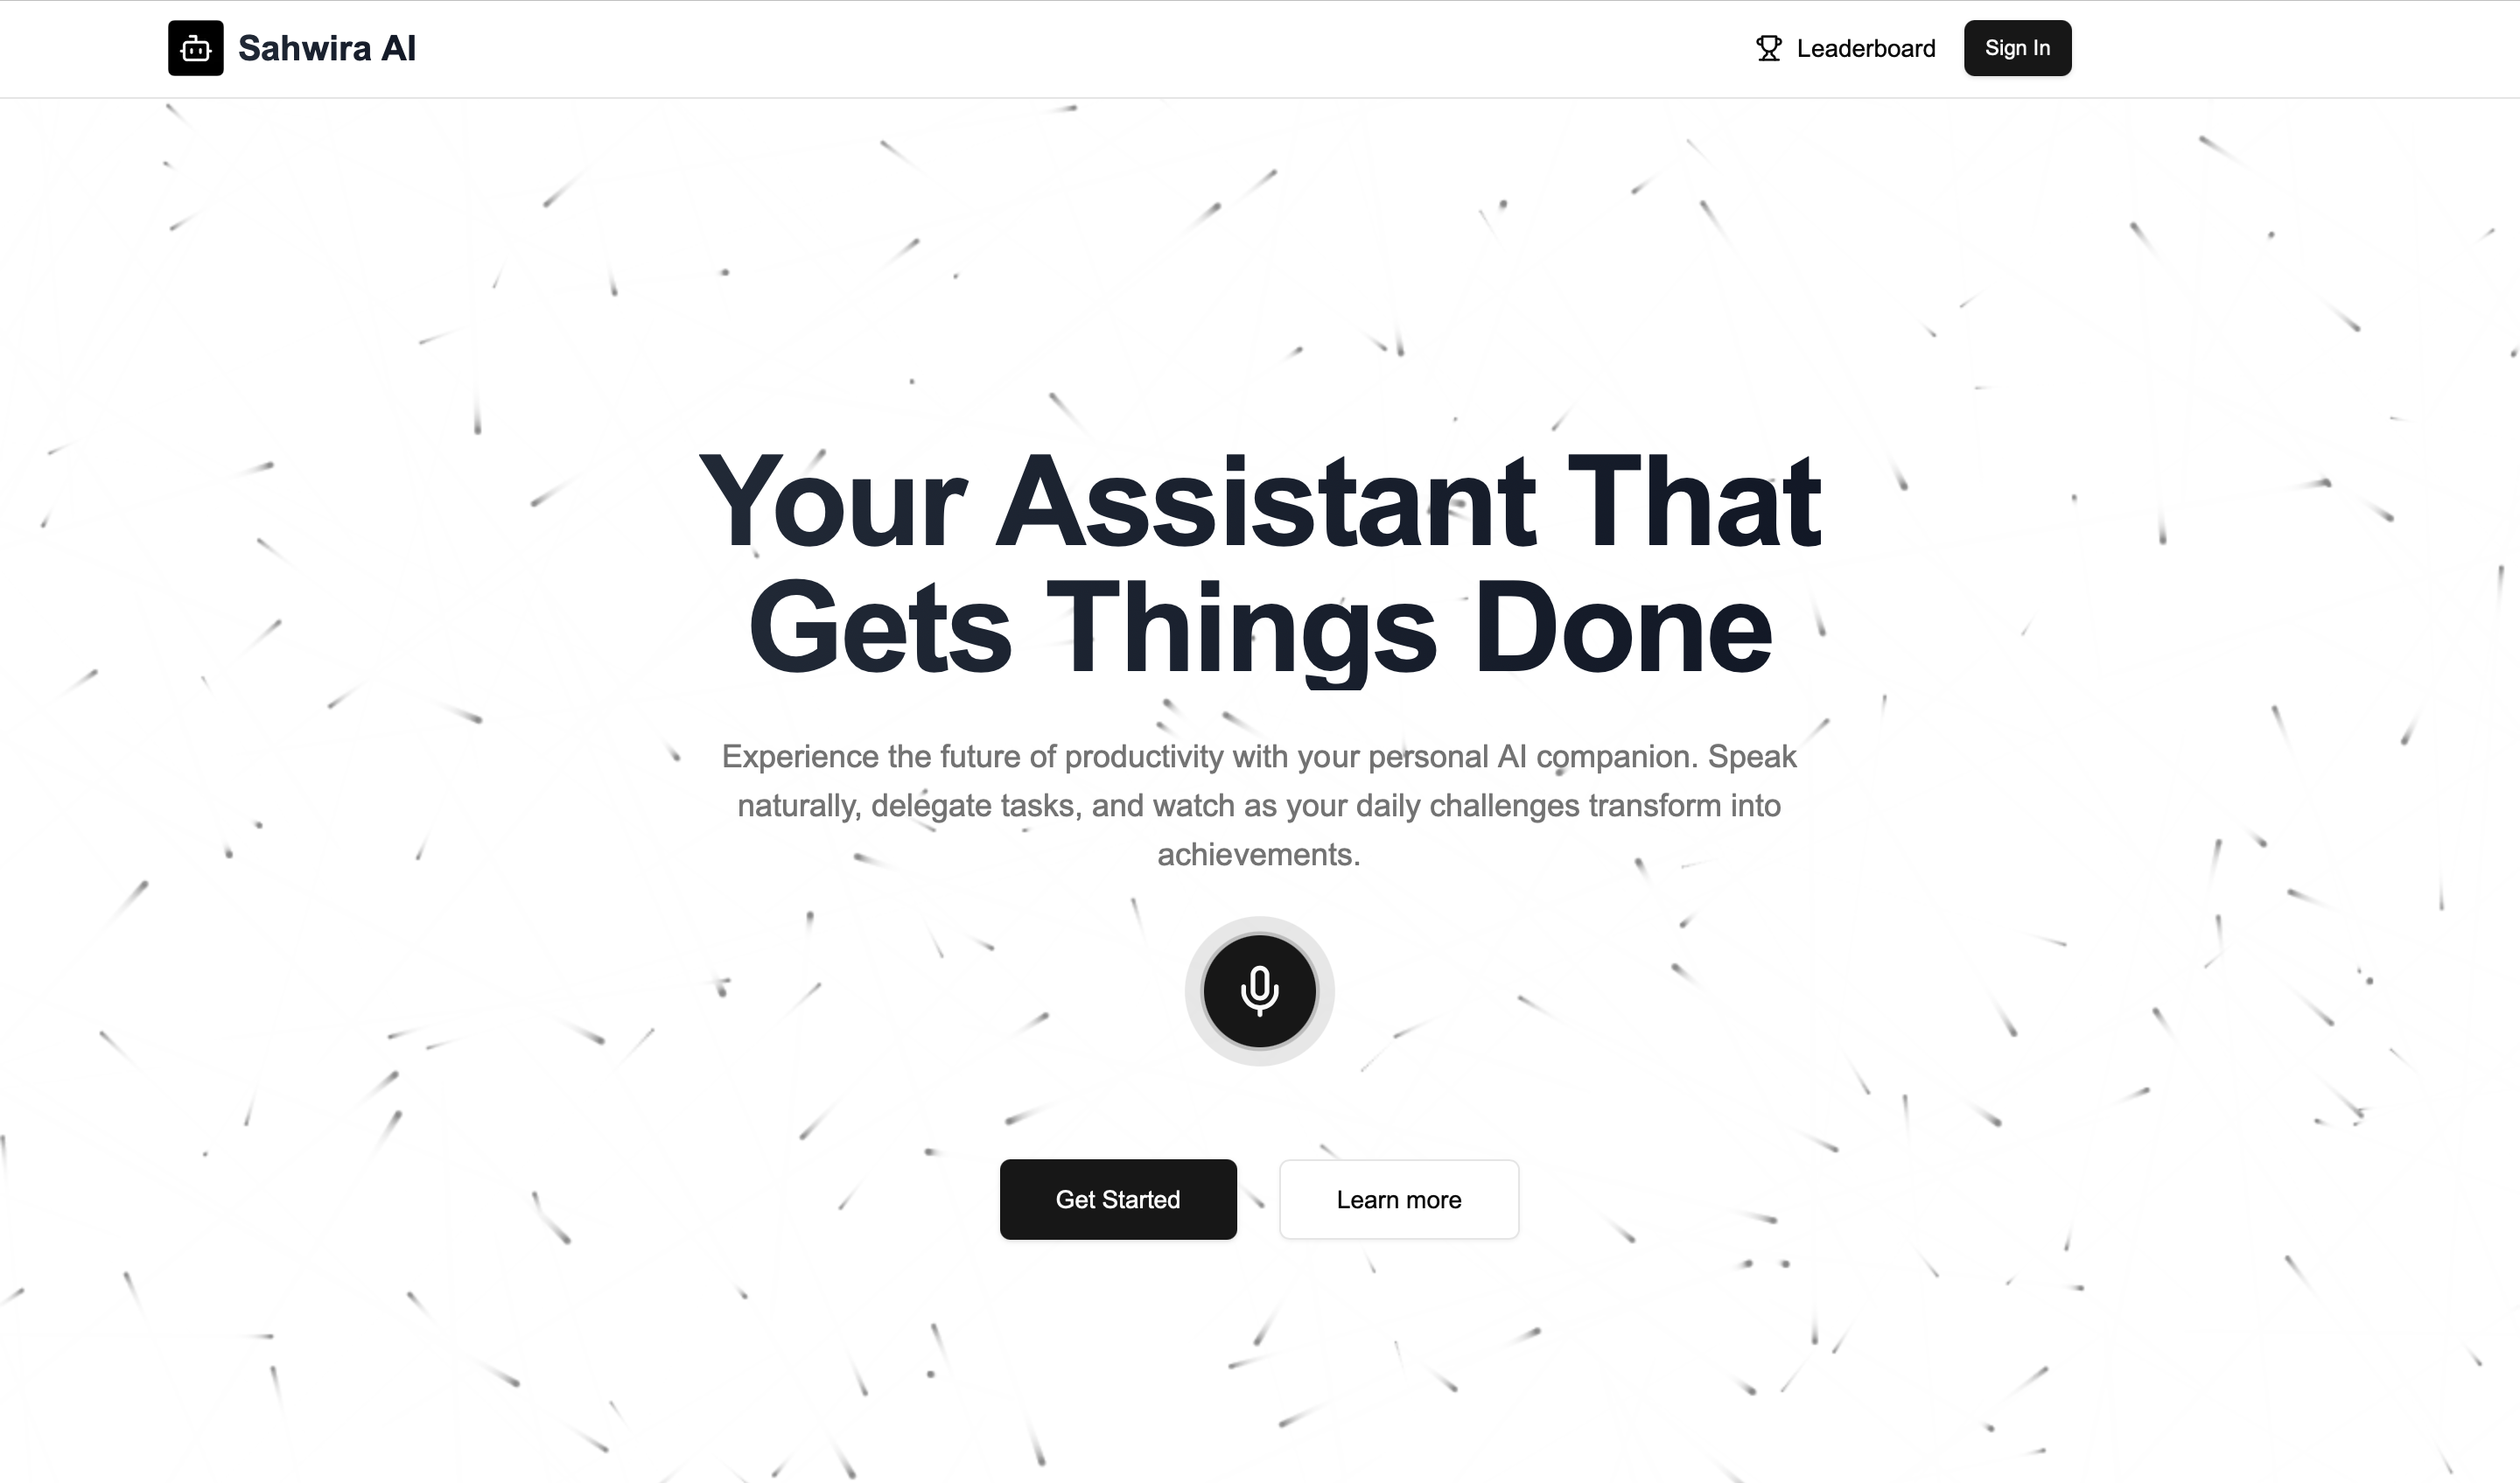 Sahwira AI
Leaderboard
Sign In
Your Assistant That
Gets Things Done
Experience the future of productivity with your personal AI companion. Speak
naturally, delegate tasks, and watch as your daily challenges transform into
achievements.
Get Started
Learn more